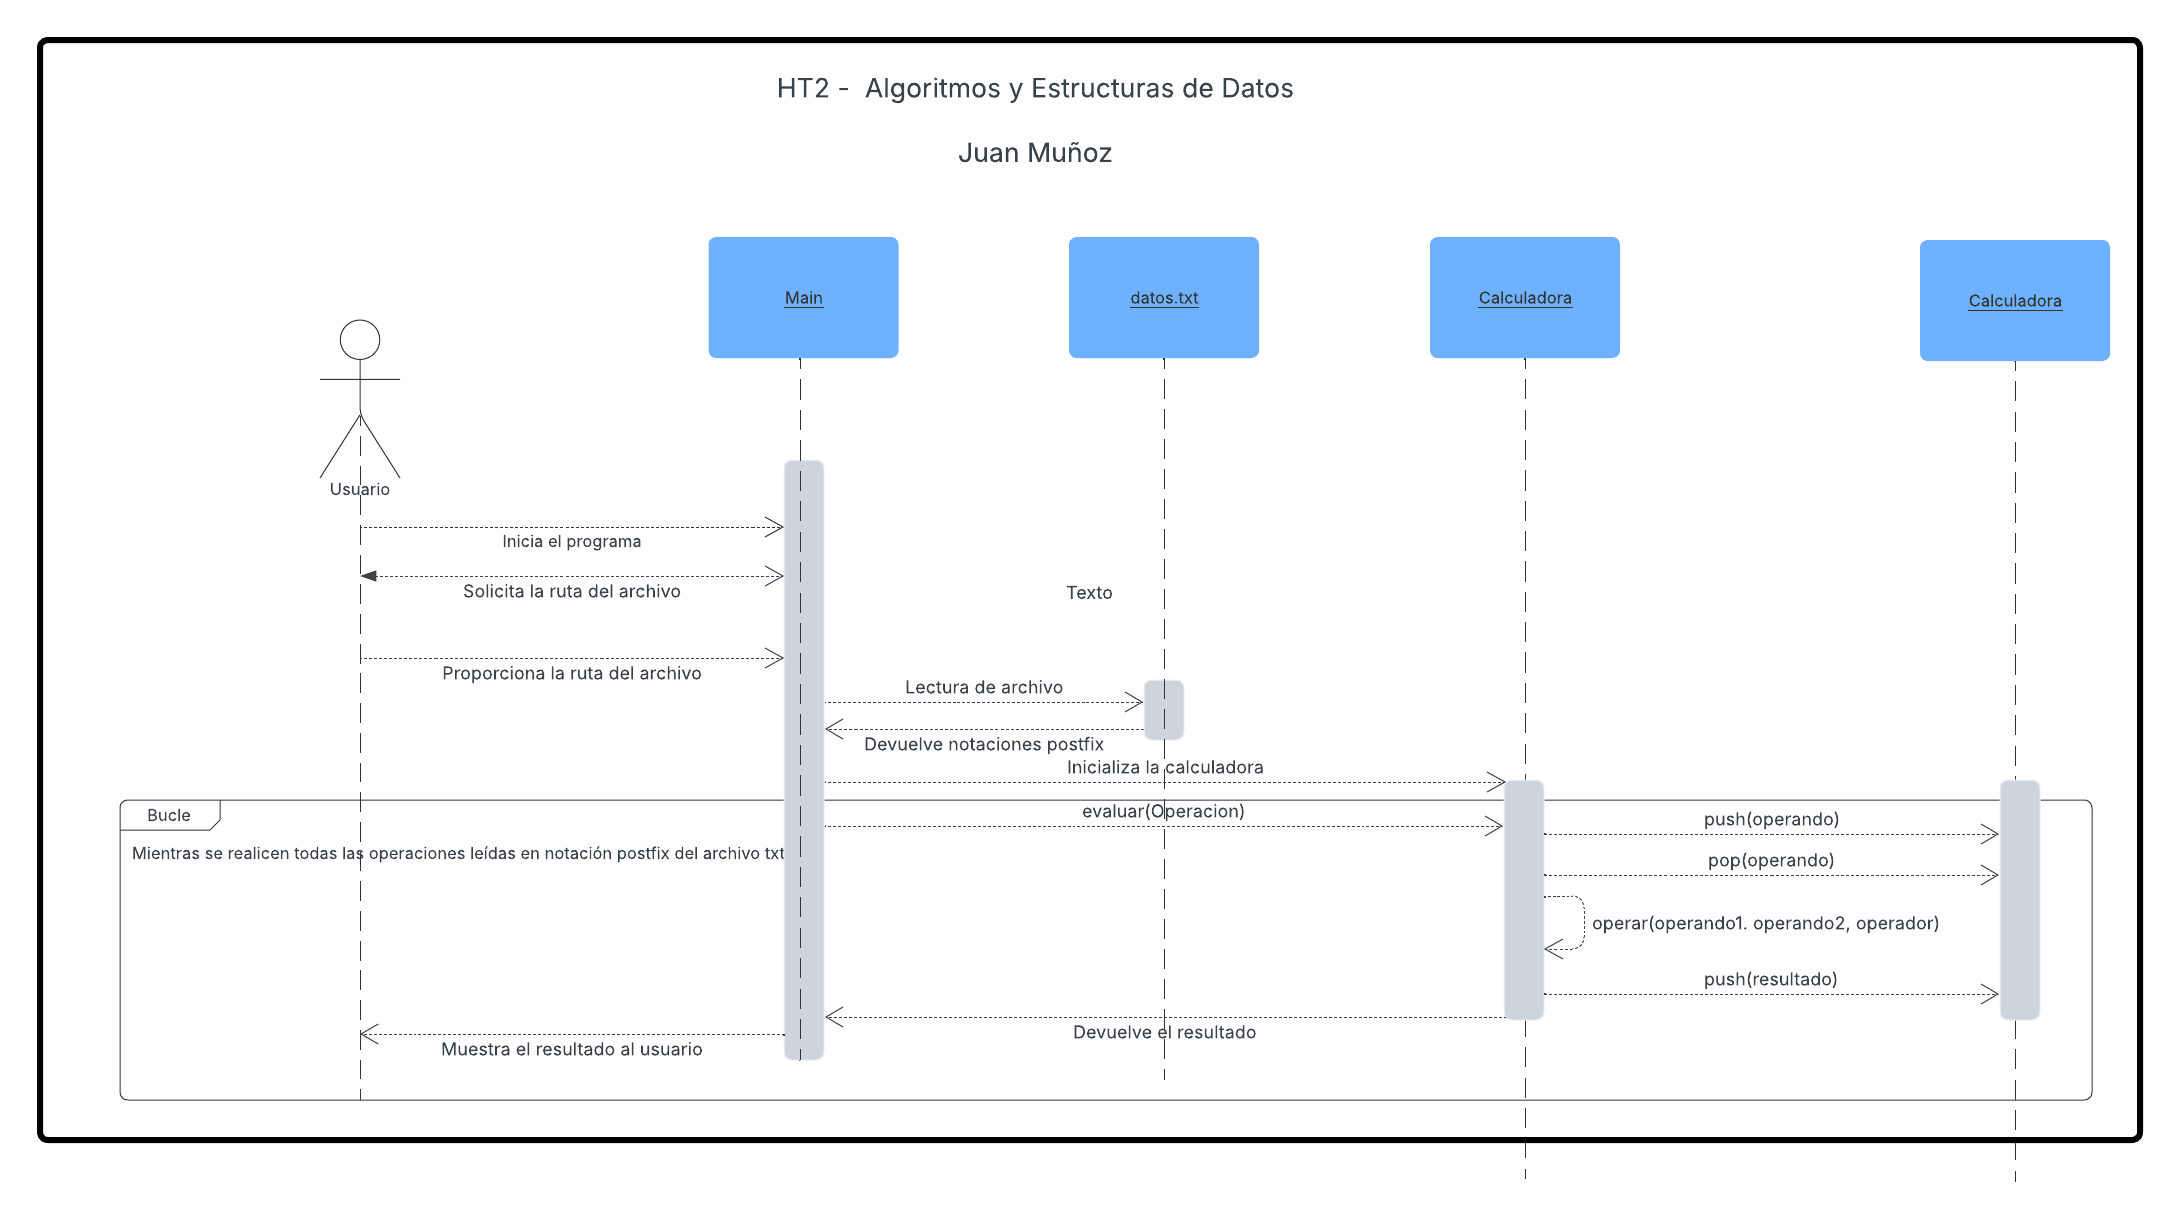 HT2 -  Algoritmos y Estructuras de Datos
Juan Muñoz
Main
datos.txt
Calculadora
Calculadora
Usuario
Inicia el programa
Solicita la ruta del archivo
Texto
Proporciona la ruta del archivo
Lectura de archivo
Devuelve notaciones postfix
Inicializa la calculadora
Bucle
evaluar(Operacion)
push(operando)
Mientras se realicen todas las operaciones leídas en notación postfix del archivo txt
pop(operando)
operar(operando1. operando2, operador)
push(resultado)
Devuelve el resultado
Muestra el resultado al usuario